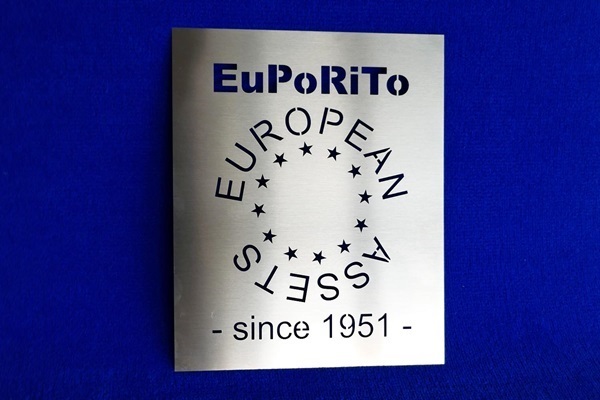 EuPoRiTo
EUROPEAN ASSETS
- since 1951 -